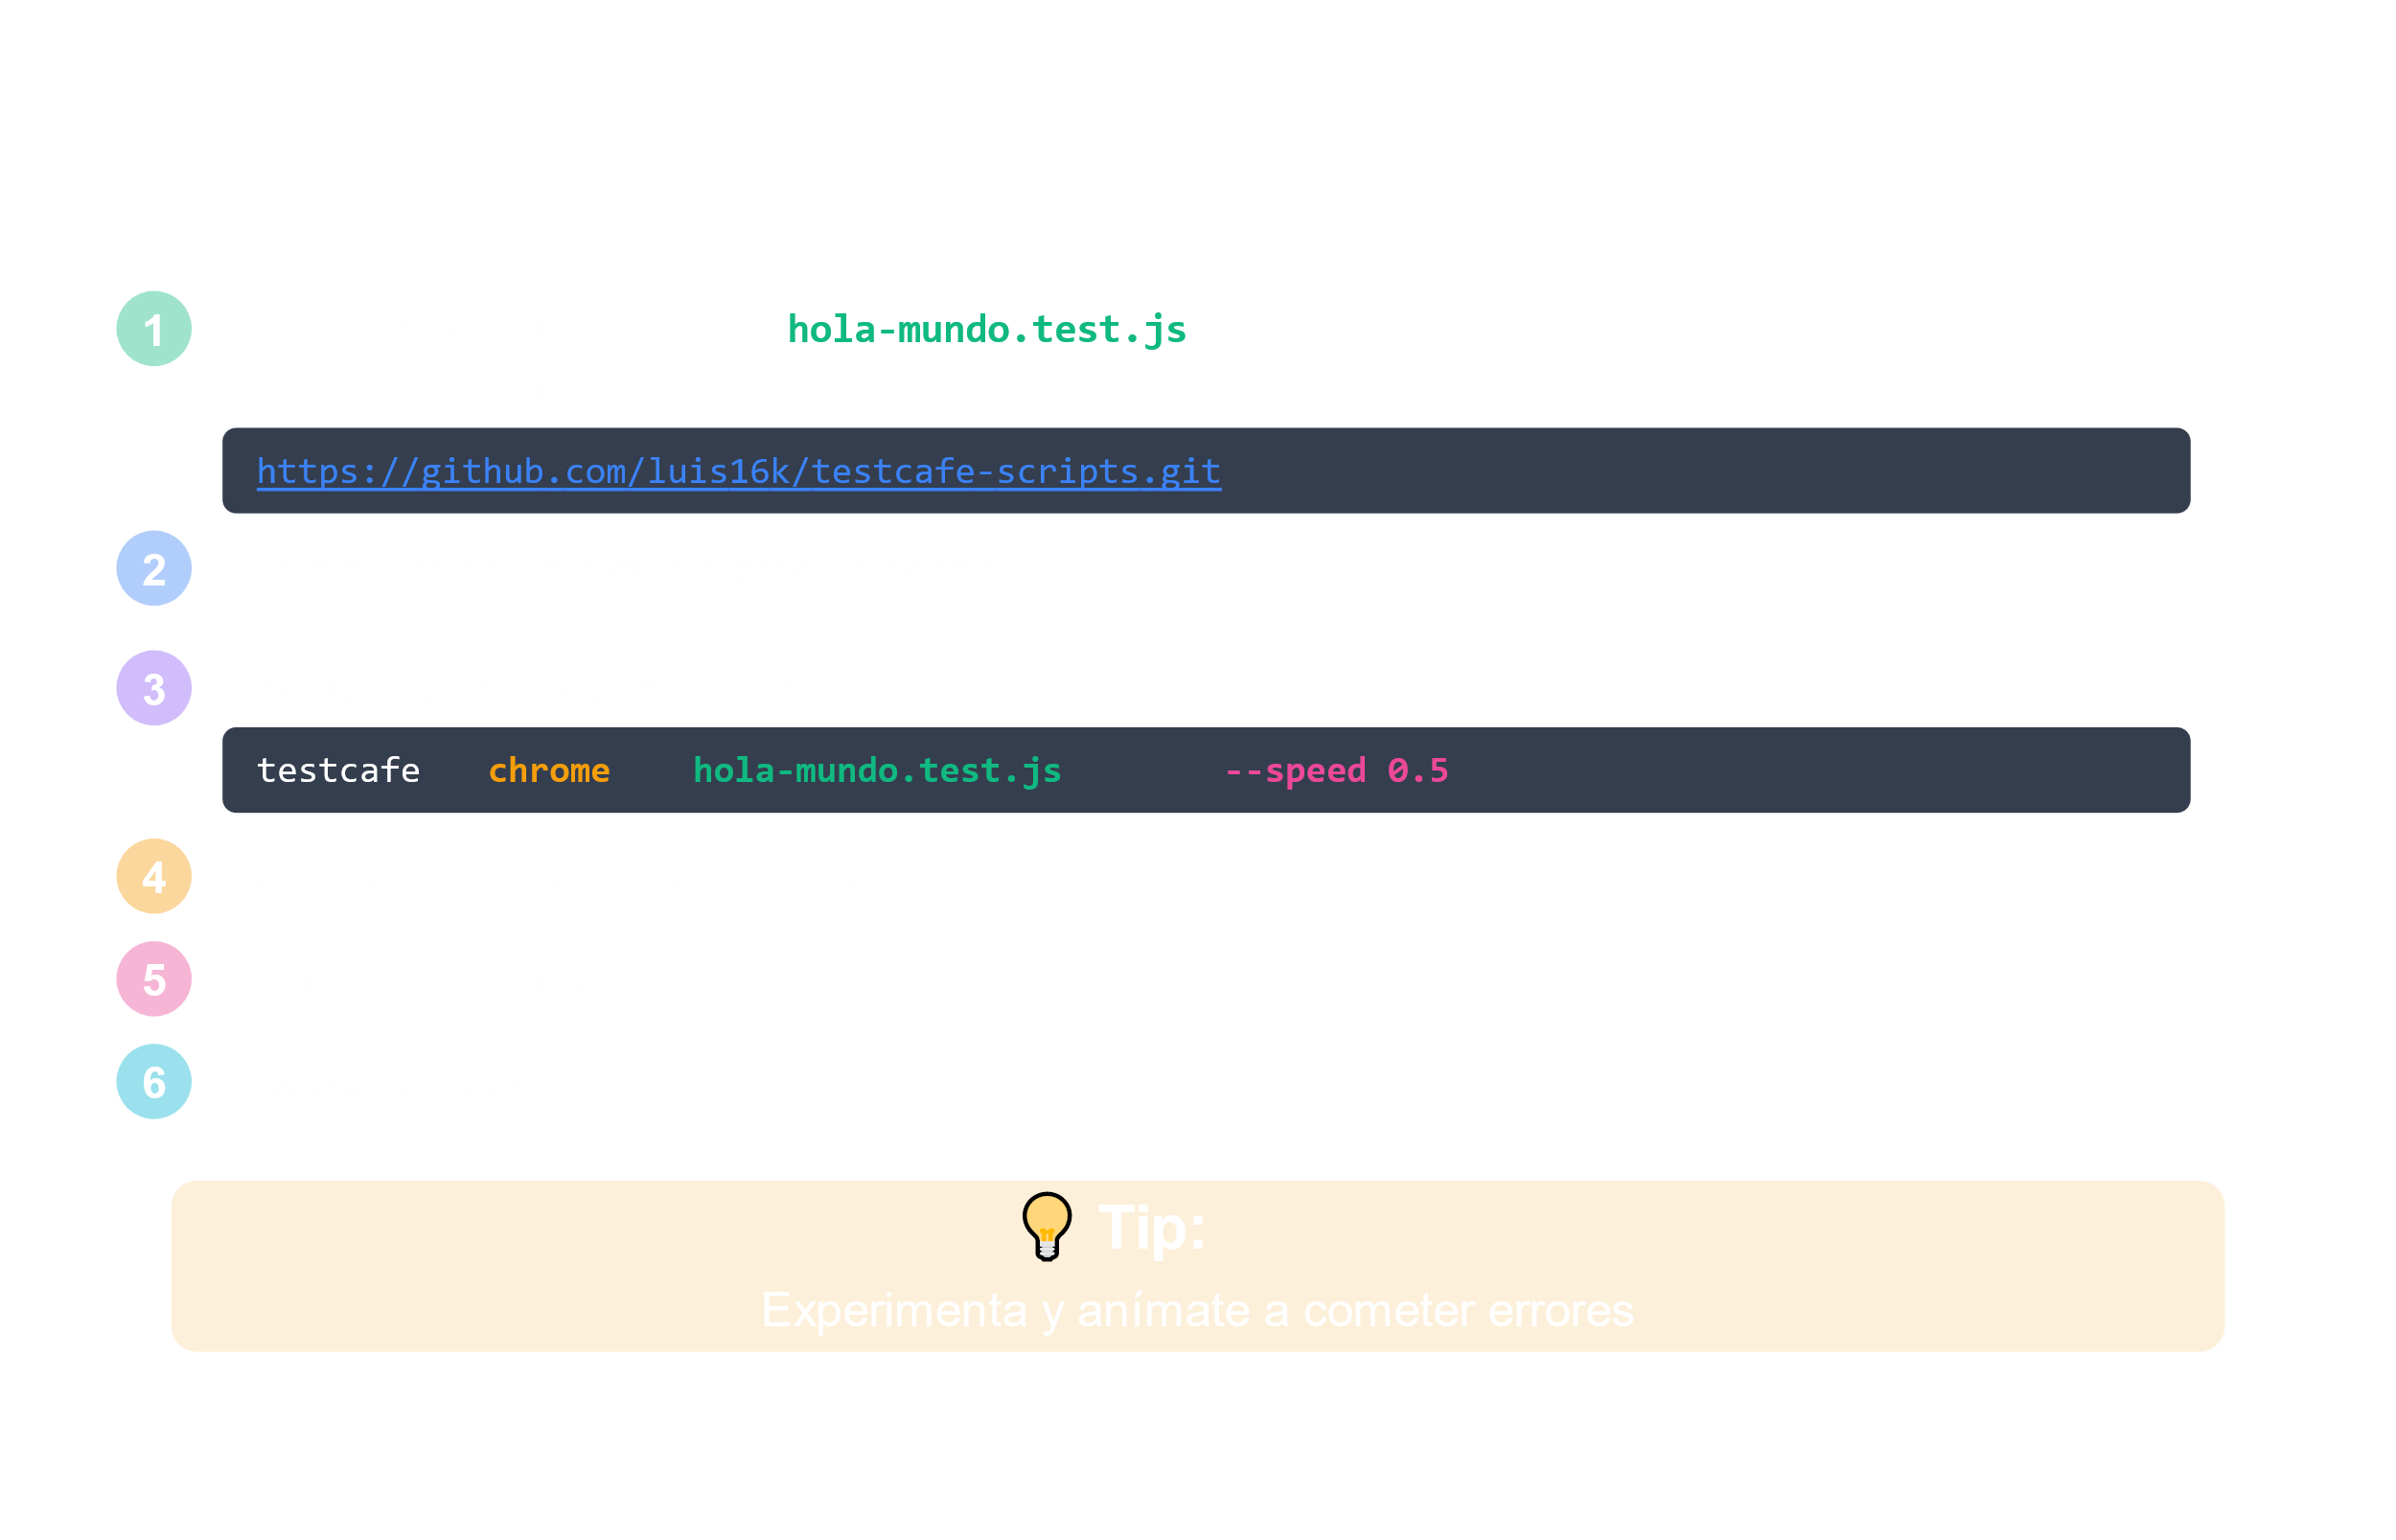 1 hola-mundo.test.js
https://github.com/luis16k/testcafe-scripts.git
2
3
testcafe chrome hola-mundo.test.js --speed 0.5
4
5
6
Tip:
Experimenta y anímate a cometer errores